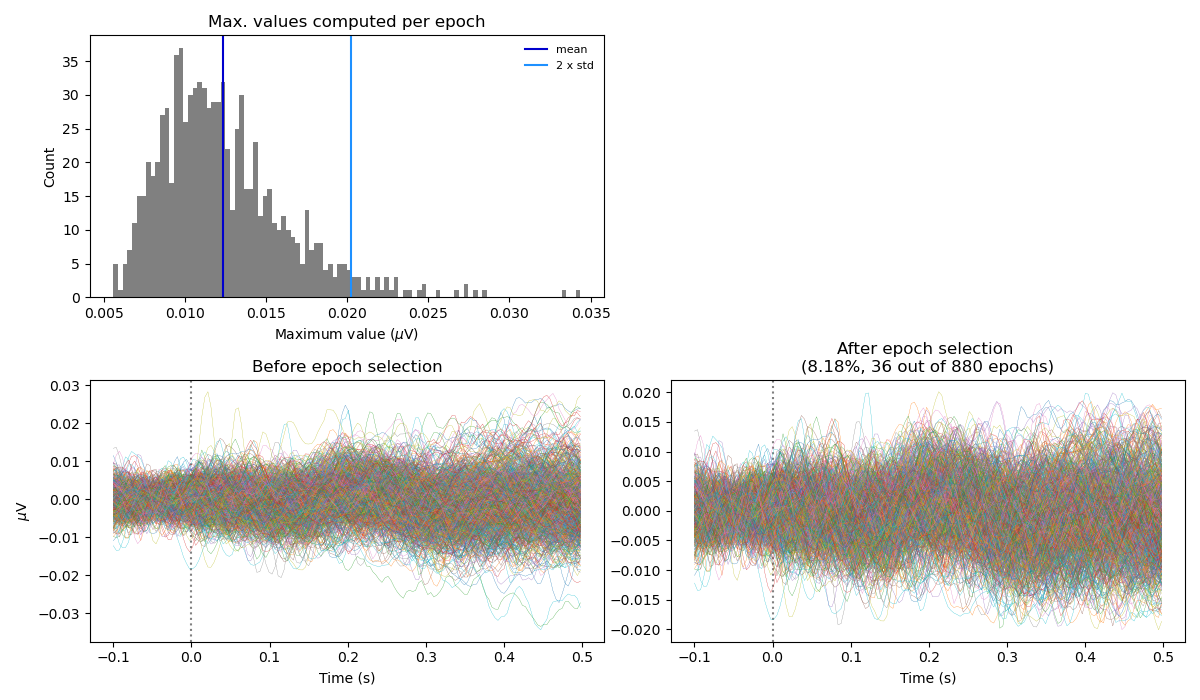 Max. values computed per epoch
mean
2 x std
Count
35
30
25
20
15
10
5
0
0.005 0.010 0.015 0.020 0.025 0.030 0.035
Maximum value (μV)
Before epoch selection
μV
0.03
0.02
0.01
0.00
−0.01
−0.02
−0.03
−0.1 0.0 0.1 0.2 0.3 0.4 0.5
Time (s)
After epoch selection
(8.18%, 36 out of 880 epochs)
0.020
0.015
0.010
0.005
0.000
−0.005
−0.010
−0.015
−0.020
−0.1 0.0 0.1 0.2 0.3 0.4 0.5
Time (s)